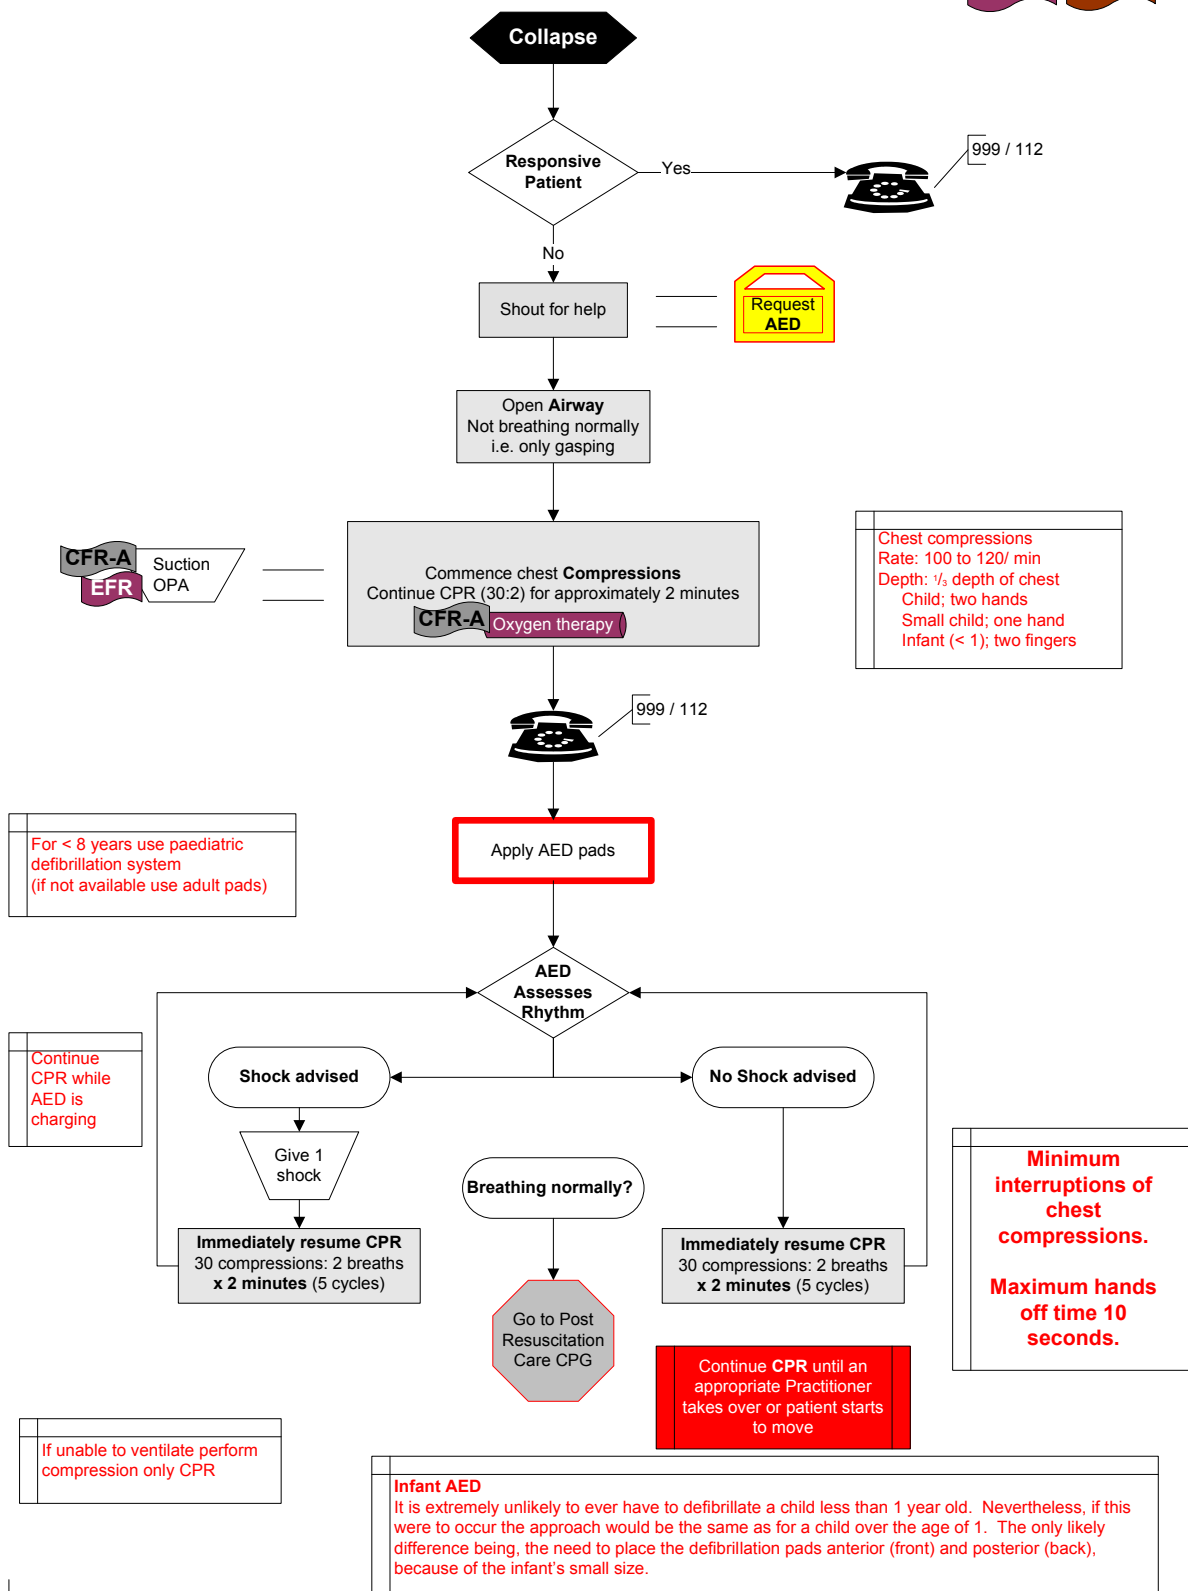 Collapse
Responsive
Patient
Yes
999 / 112
No
Shout for help
Request
AED
Open Airway
Not breathing normally
i.e. only gasping
CFR-A
EFR
Suction
OPA
Commence chest Compressions
Continue CPR (30:2) for approximately 2 minutes
CFR-A
Oxygen therapy
Chest compressions
Rate: 100 to 120/ min
Depth: 1/3 depth of chest
Child; two hands
Small child; one hand
Infant (< 1); two fingers
999 / 112
For < 8 years use paediatric
defibrillation system
(if not available use adult pads)
Apply AED pads
AED
Assesses
Rhythm
Continue
CPR while
AED is
charging
Shock advised
No Shock advised
Give 1
shock
Breathing normally?
Immediately resume CPR
30 compressions: 2 breaths
x 2 minutes (5 cycles)
Immediately resume CPR
30 compressions: 2 breaths
x 2 minutes (5 cycles)
Minimum
interruptions of
chest
compressions.
Maximum hands
off time 10
seconds.
Go to Post
Resuscitation
Care CPG
Continue CPR until an
appropriate Practitioner
takes over or patient starts
to move
If unable to ventilate perform
compression only CPR
Infant AED
It is extremely unlikely to ever have to defibrillate a child less than 1 year old.  Nevertheless, if this
were to occur the approach would be the same as for a child over the age of 1.  The only likely
difference being, the need to place the defibrillation pads anterior (front) and posterior (back),
because of the infant's small size.